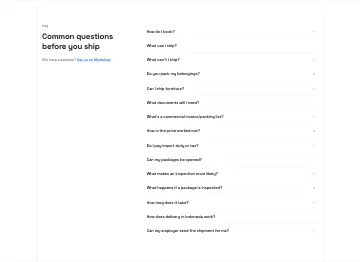 FAQ
Common questions
before you ship
Still have a question? Ask us on WhatsApp
How do I book?
What can I ship?
What can't I ship?
Do you pack my belongings?
Can I ship furniture?
What documents will I need?
What's a commercial invoice/packing list?
How is the price worked out?
Do I pay import duty or tax?
Can my packages be opened?
What makes an inspection more likely?
What happens if a package is inspected?
How long does it take?
How does delivery in Indonesia work?
Can my employer send the shipment for me?